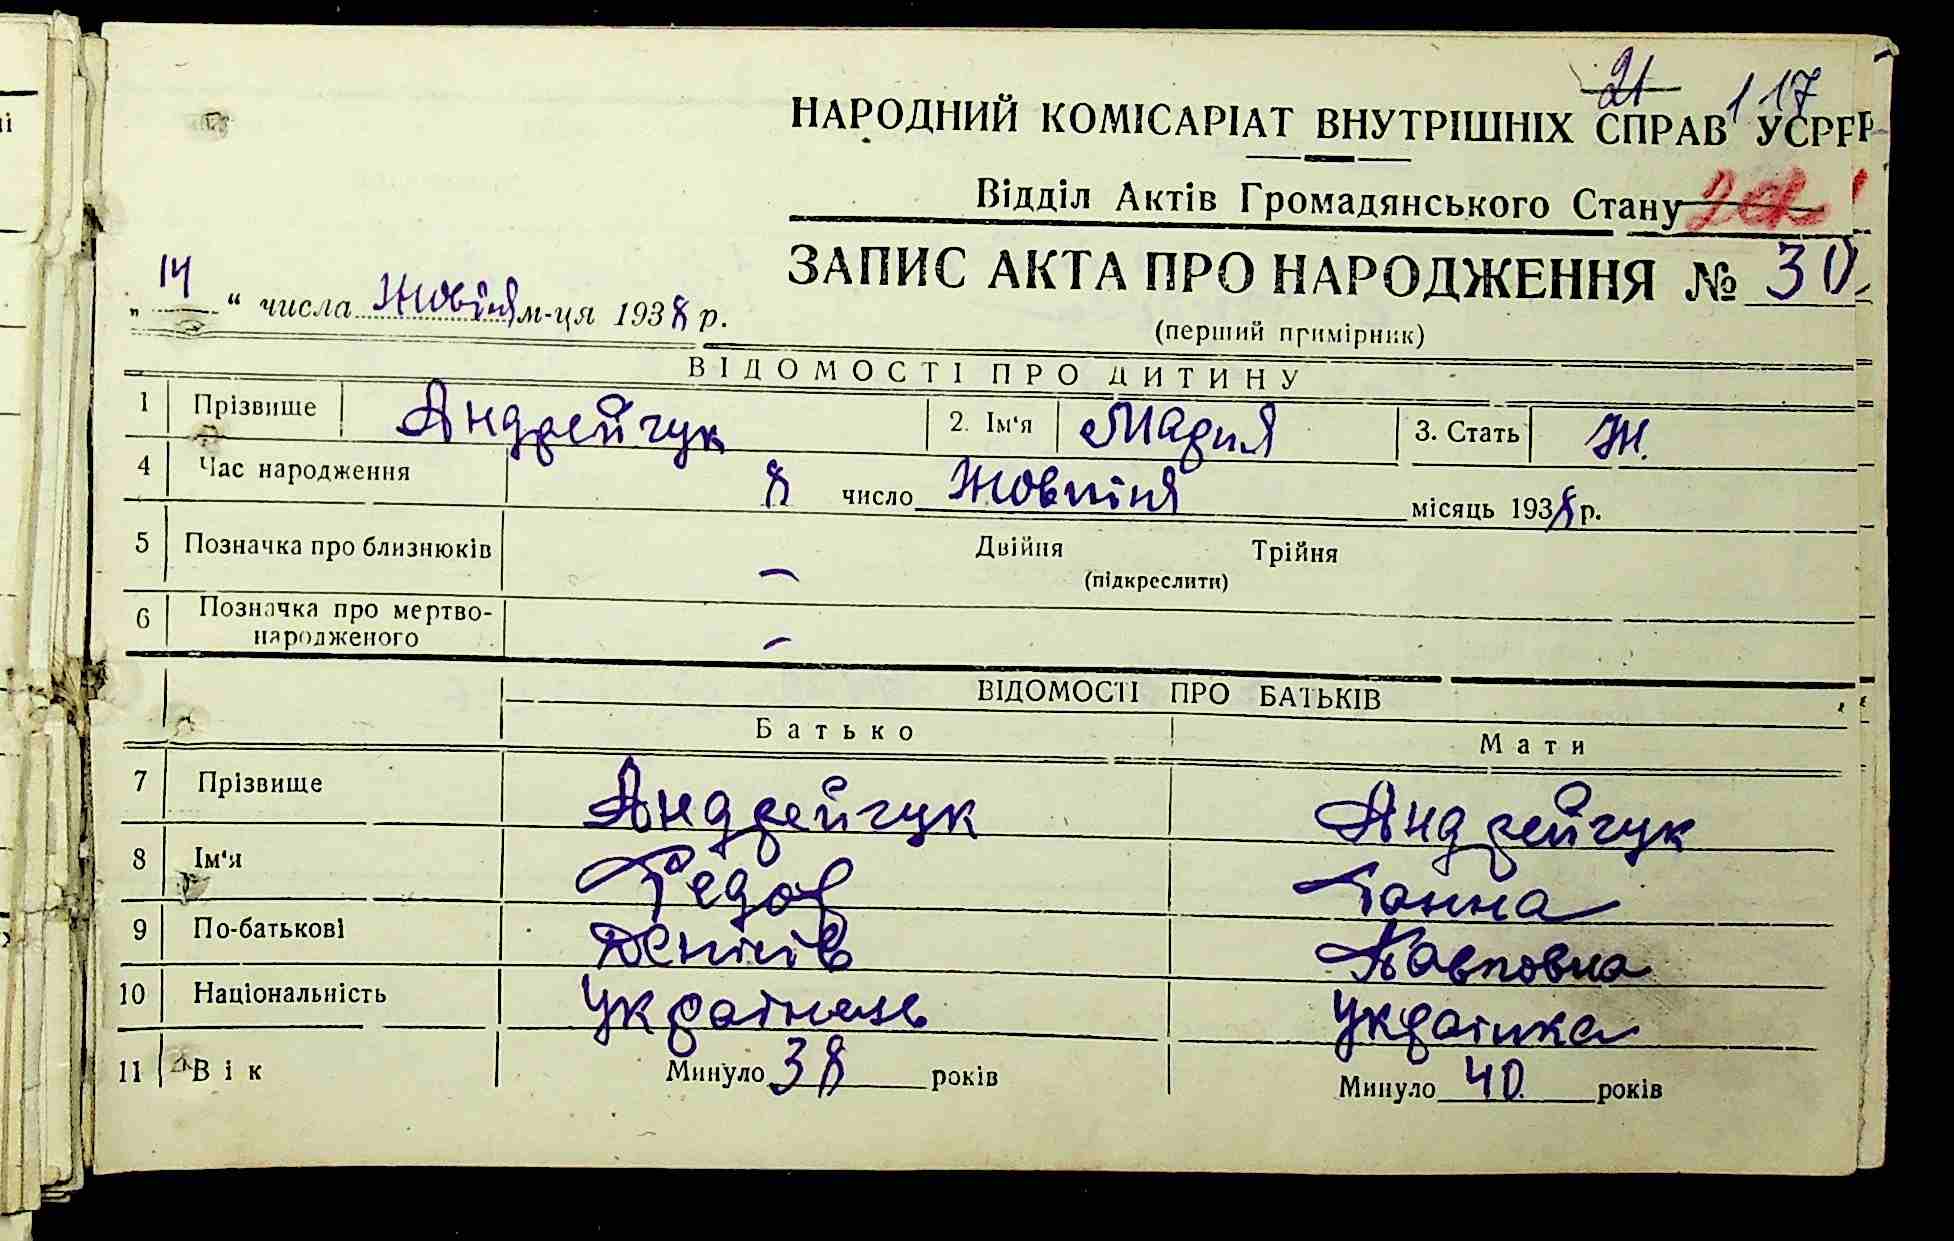 21 117
НАРОДНИЙ КОМІСАРІАТ ВНУТРІШНІХ СПРАВ УСРР
Відділ Актів Громадянського Стану
ЗАПИС АКТА ПРО НАРОДЖЕННЯ № 30
„14“ числа Жовтня м-ця 1938 р.
(перший примірник)
ВІДОМОСТІ ПРО ДИТИНУ
1 Прізвище Андрейчук 2. Ім'я Мария 3. Стать Ж.
4 Час народження 8 число Жовтня місяць 1938 р.
5 Позначка про близнюків – Двійня Трійня
(підкреслити)
6 Позначка про мертво-
народженого –
ВІДОМОСТІ ПРО БАТЬКІВ
Батько Мати
7 Прізвище Андрейчук Андрейчук
8 Ім'я Федор Ганна
9 По-батькові Павловна
10 Національність Українець Українка
11 Вік Минуло 38 років Минуло 40 років